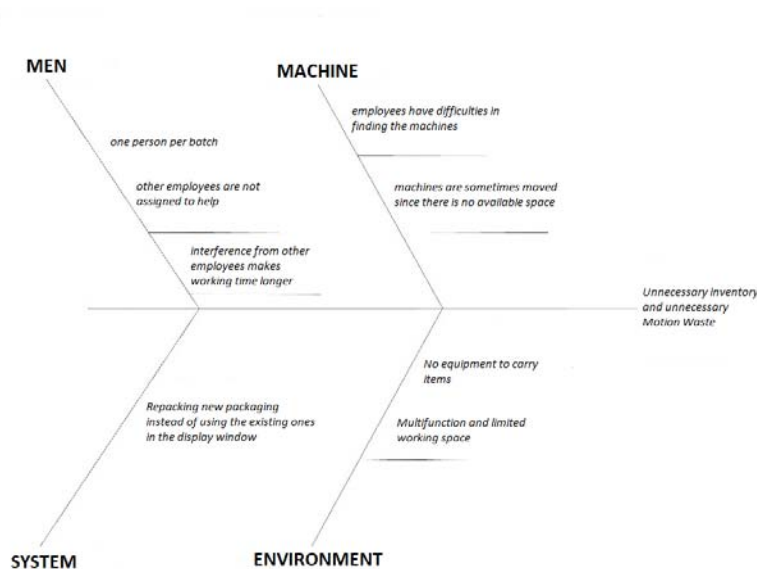 MEN
MACHINE
employees have difficulties in
finding the machines
one person per batch
other employees are not
assigned to help
machines are sometimes moved
since there is no available space
interference from other
employees makes
working time longer
Unnecessary inventory
and unnecessary
Motion Waste
No equipment to carry
items
Repacking new packaging
instead of using the existing ones
in the display window
Multifunction and limited
working space
SYSTEM
ENVIRONMENT